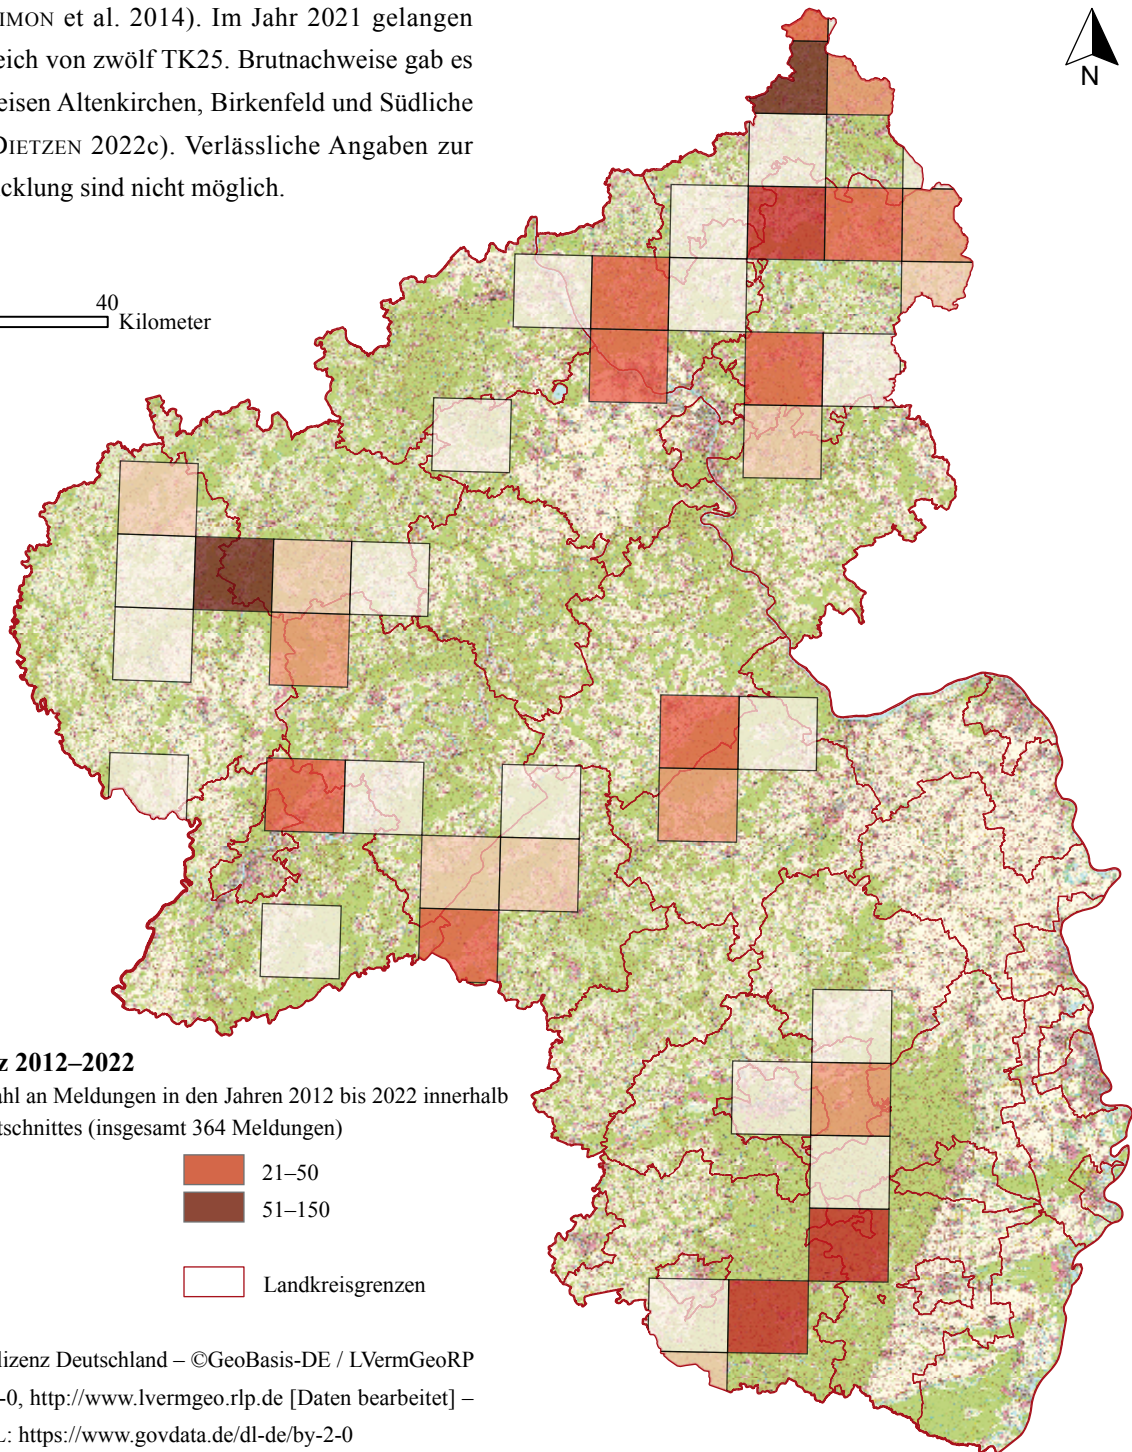 IMON et al. 2014). Im Jahr 2021 gelangen
eich von zwölf TK25. Brutnachweise gab es
eisen Altenkirchen, Birkenfeld und Südliche
DIETZEN 2022c). Verlässliche Angaben zur
cklung sind nicht möglich.
N
40
Kilometer
z 2012–2022
ahl an Meldungen in den Jahren 2012 bis 2022 innerhalb
ttschnittes (insgesamt 364 Meldungen)
21–50
51–150
Landkreisgrenzen
lizenz Deutschland – ©GeoBasis-DE / LVermGeoRP
-0, http://www.lvermgeo.rlp.de [Daten bearbeitet] –
L: https://www.govdata.de/dl-de/by-2-0